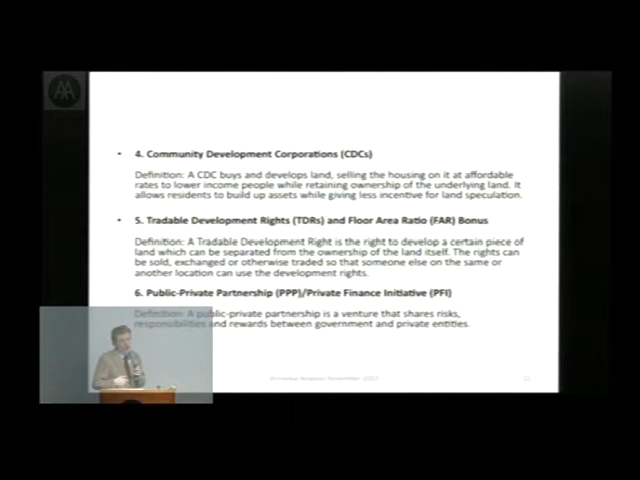 AA
• 4. Community Development Corporations (CDCs)
Definition: A CDC buys and develops land, selling the housing on it at affordable
rates to lower income people while retaining ownership of the underlying land. It
allows residents to build up assets while giving less incentive for land speculation.
• 5. Tradable Development Rights (TDRs) and Floor Area Ratio (FAR) Bonus
Definition: A Tradable Development Right is the right to develop a certain piece of
land which can be separated from the ownership of the land itself. The rights can
be sold, exchanged or otherwise traded so that someone else on the same or
another location can use the development rights.
6. Public-Private Partnership (PPP)/Private Finance Initiative (PFI)
Definition: A public-private partnership is a venture that shares risks,
responsibilities and rewards between government and private entities.
November